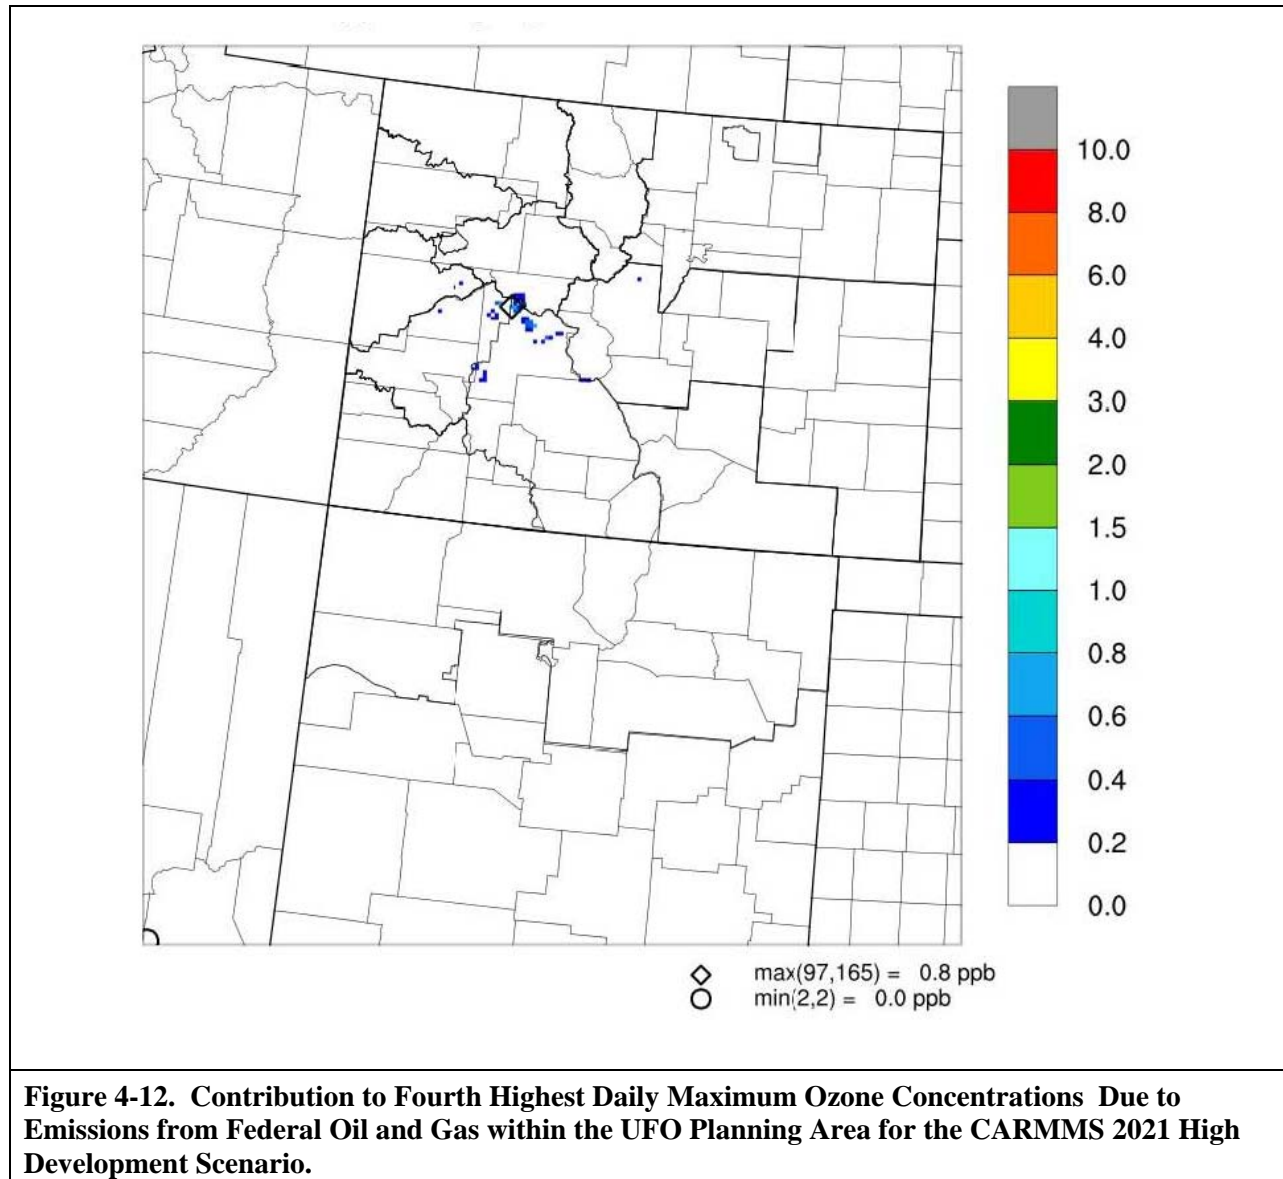 10.0
8.0
6.0
4.0
3.0
2.0
1.5
1.0
0.8
0.6
0.4
0.2
0.0
max(97,165) = 0.8 ppb
min(2,2) = 0.0 ppb
Figure 4-12. Contribution to Fourth Highest Daily Maximum Ozone Concentrations Due to
Emissions from Federal Oil and Gas within the UFO Planning Area for the CARMMS 2021 High
Development Scenario.